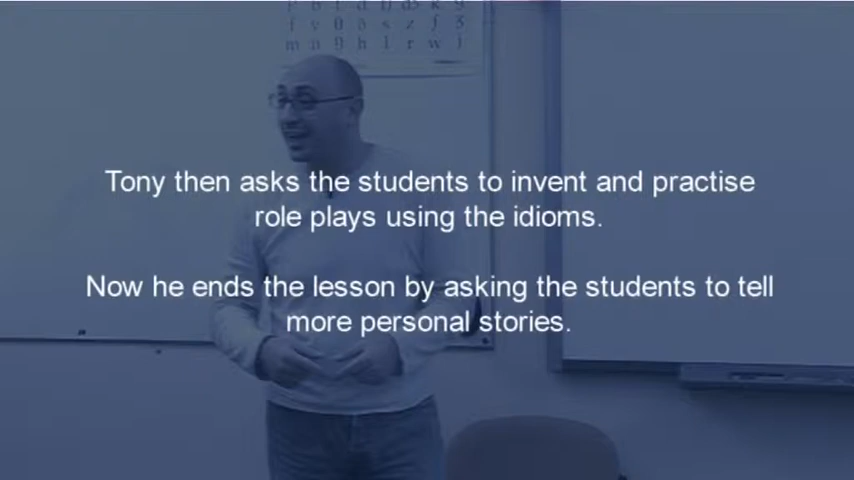 Tony then asks the students to invent and practise
role plays using the idioms.
Now he ends the lesson by asking the students to tell
more personal stories.